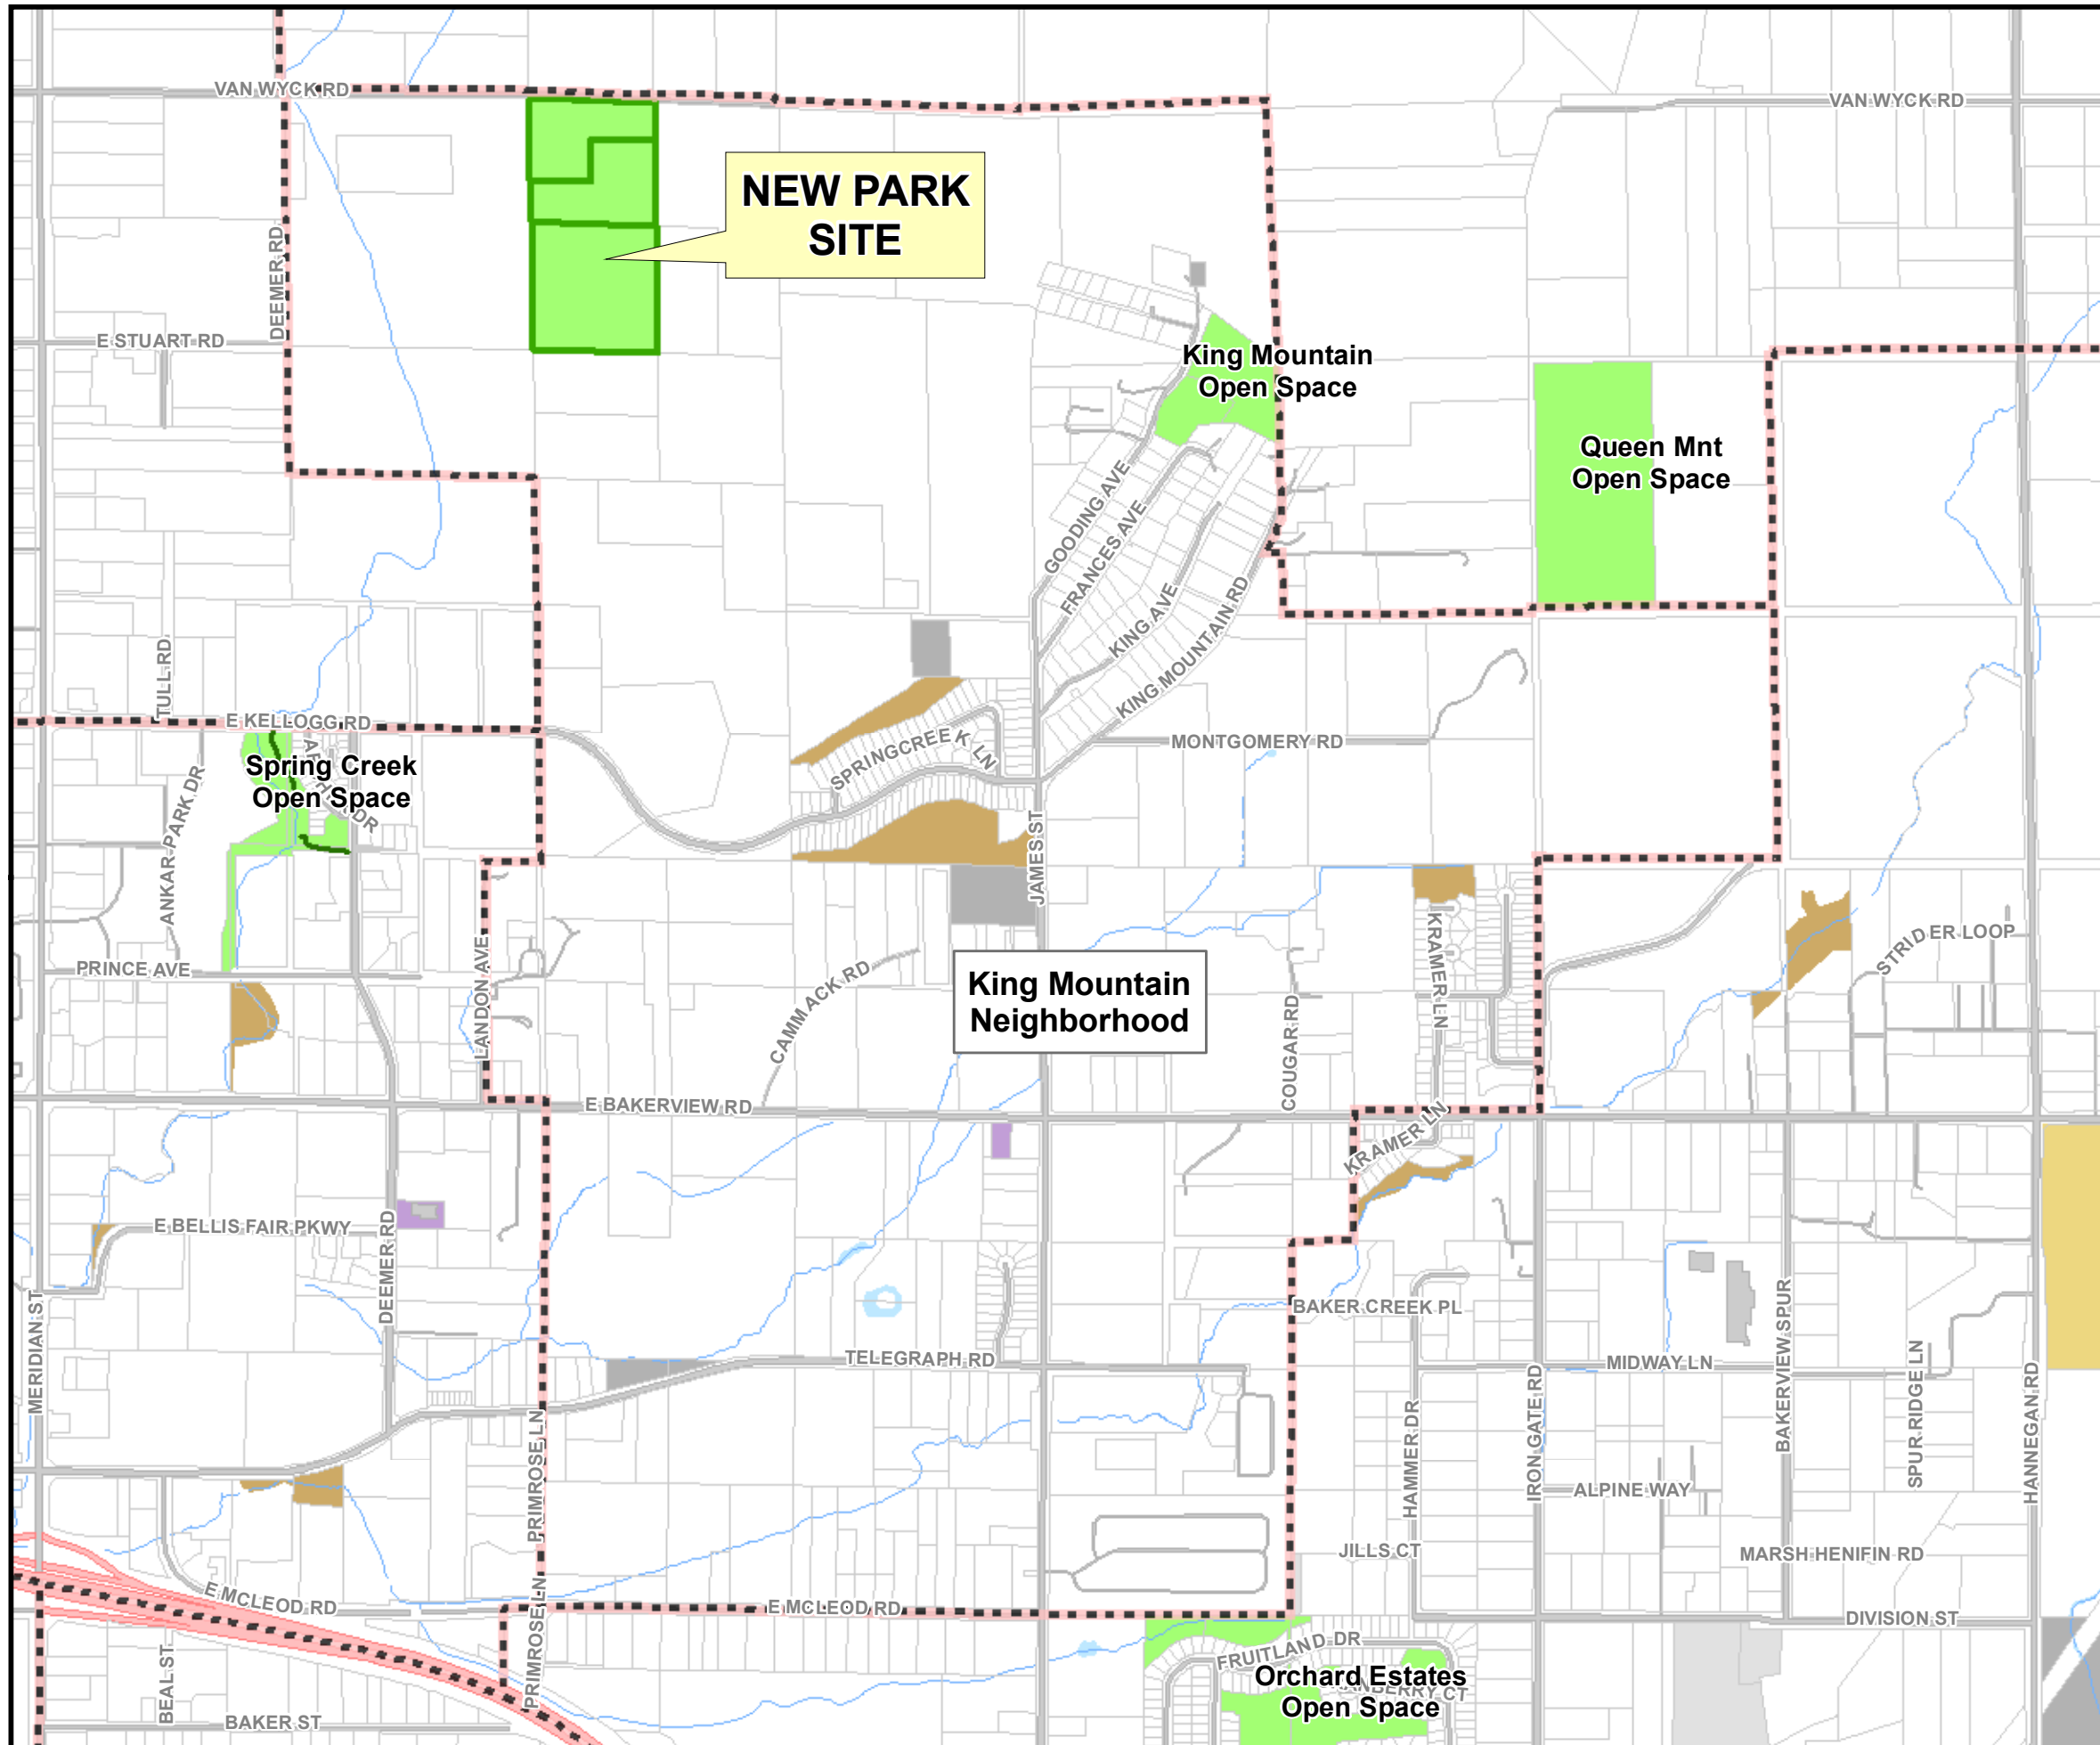 VAN WYCK RD
VAN WYCK RD
NEW PARK
SITE
DEEMER RD
E STUART RD
King Mountain
Open Space
Queen Mnt
Open Space
GOODING AVE
FRANCES AVE
KING AVE
KING MOUNTAIN RD
TULL RD
E KELLOGG RD
SPRINGCREEK LN
MONTGOMERY RD
Spring Creek
Open Space
DR
ANKAR PARK DR
JAMES ST
KRAMER LN
STRIDER LOOP
PRINCE AVE
LANDON AVE
CAMMACK RD
King Mountain
Neighborhood
COUGAR RD
E BAKERVIEW RD
KRAMER LN
E BELLIS FAIR PKWY
DEEMER RD
MERIDIAN ST
BAKER CREEK PL
TELEGRAPH RD
MIDWAY LN
BAKERVIEW SPUR
SPUR RIDGE LN
HANNEGAN RD
PRIMROSE LN
HAMMER DR
IRON GATE RD
ALPINE WAY
JILLS CT
MARSH HENIFIN RD
E MCLEOD RD
PRIMROSE LN
E MCLEOD RD
DIVISION ST
BEAL ST
FRUITLAND DR
Orchard Estates
Open Space
CT
BAKER ST